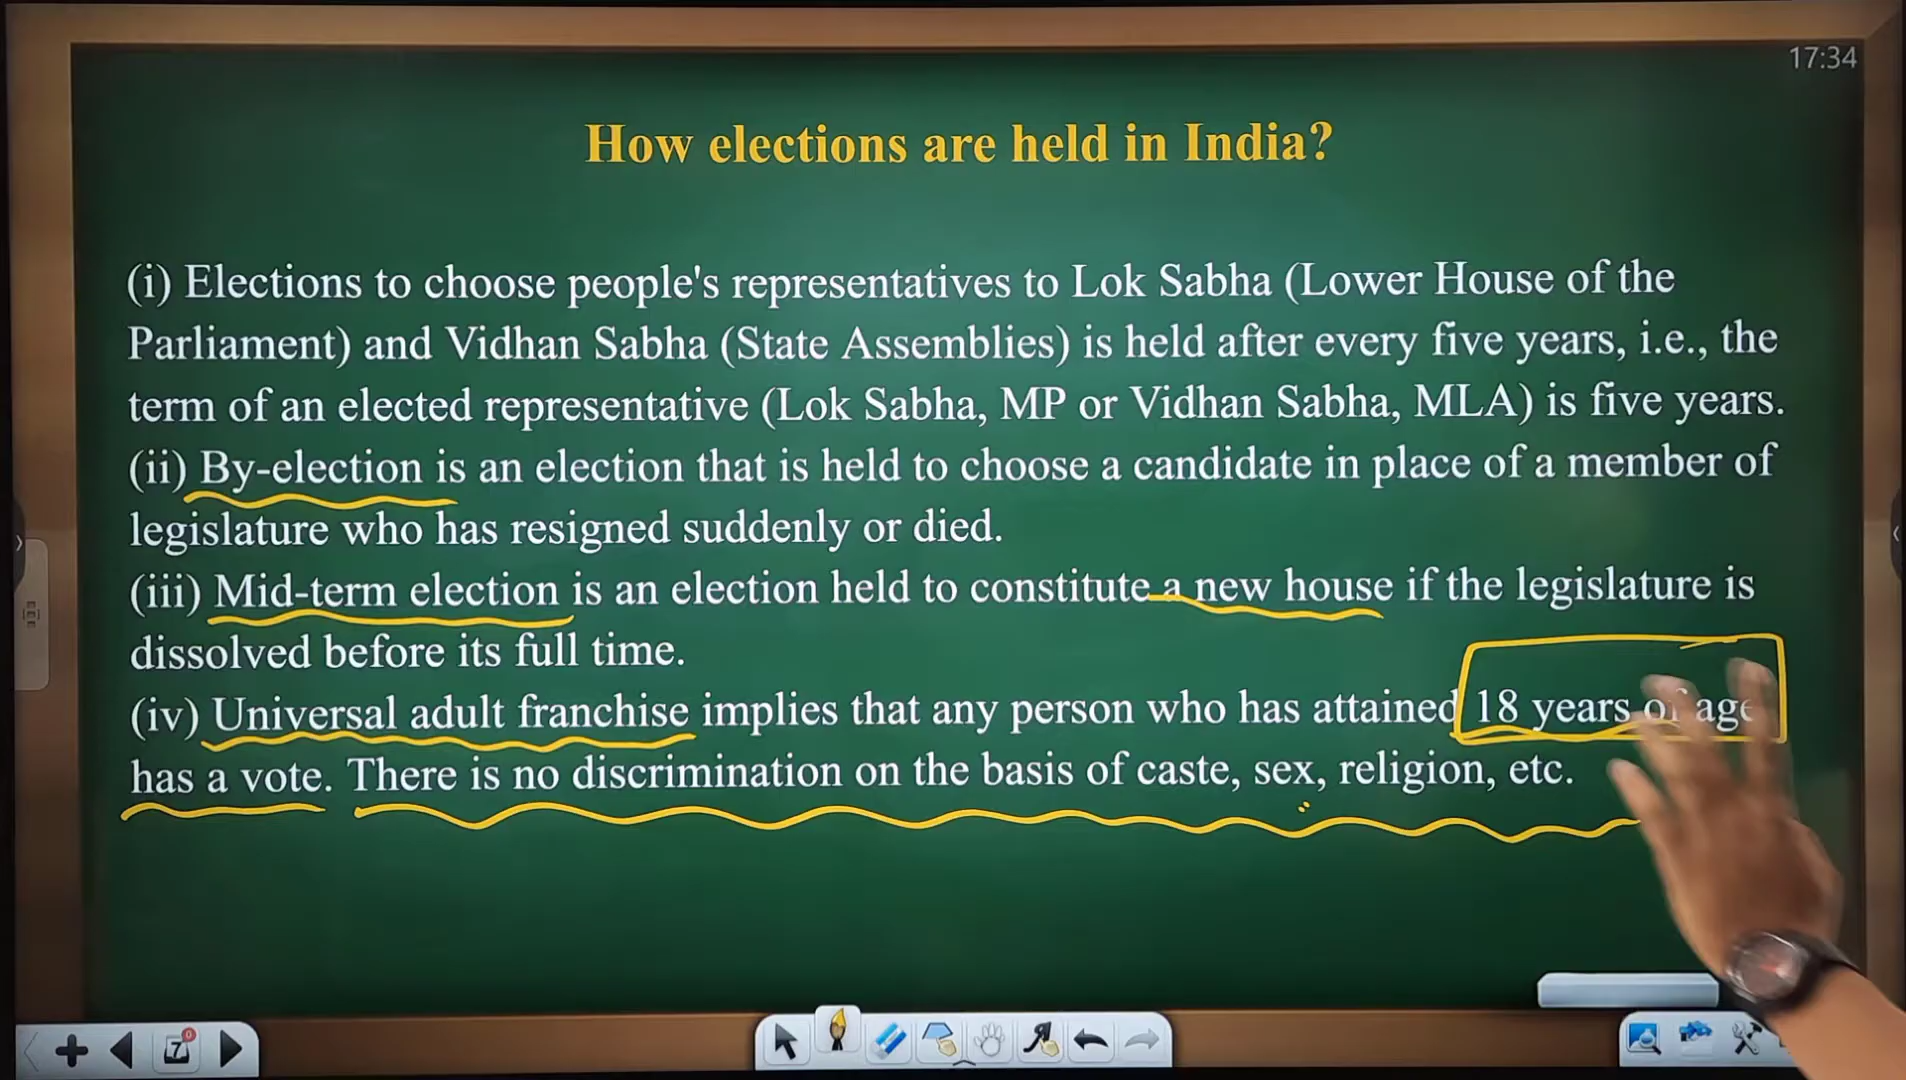 17:34
How elections are held in India?
(i) Elections to choose people's representatives to Lok Sabha (Lower House of the
Parliament) and Vidhan Sabha (State Assemblies) is held after every five years, i.e., the
term of an elected representative (Lok Sabha, MP or Vidhan Sabha, MLA) is five years.
(ii) By-election is an election that is held to choose a candidate in place of a member of
legislature who has resigned suddenly or died.
(iii) Mid-term election is an election held to constitute a new house if the legislature is
dissolved before its full time.
(iv) Universal adult franchise implies that any person who has attained 18 years of age
has a vote. There is no discrimination on the basis of caste, sex, religion, etc.
7
0